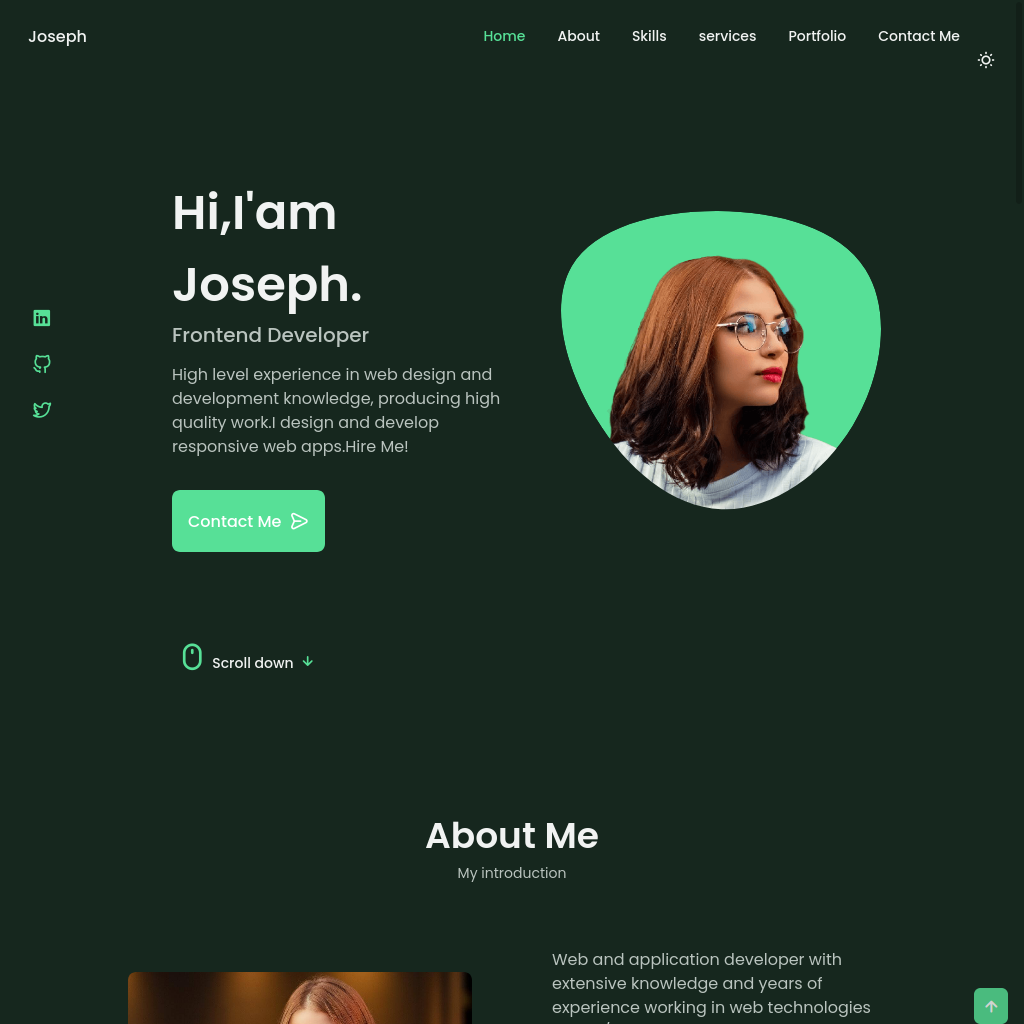 Joseph
Home About Skills services Portfolio Contact Me
Hi,I'am
Joseph.
Frontend Developer
High level experience in web design and
development knowledge, producing high
quality work.I design and develop
responsive web apps.Hire Me!
Contact Me
Scroll down
About Me
My introduction
Web and application developer with
extensive knowledge and years of
experience working in web technologies